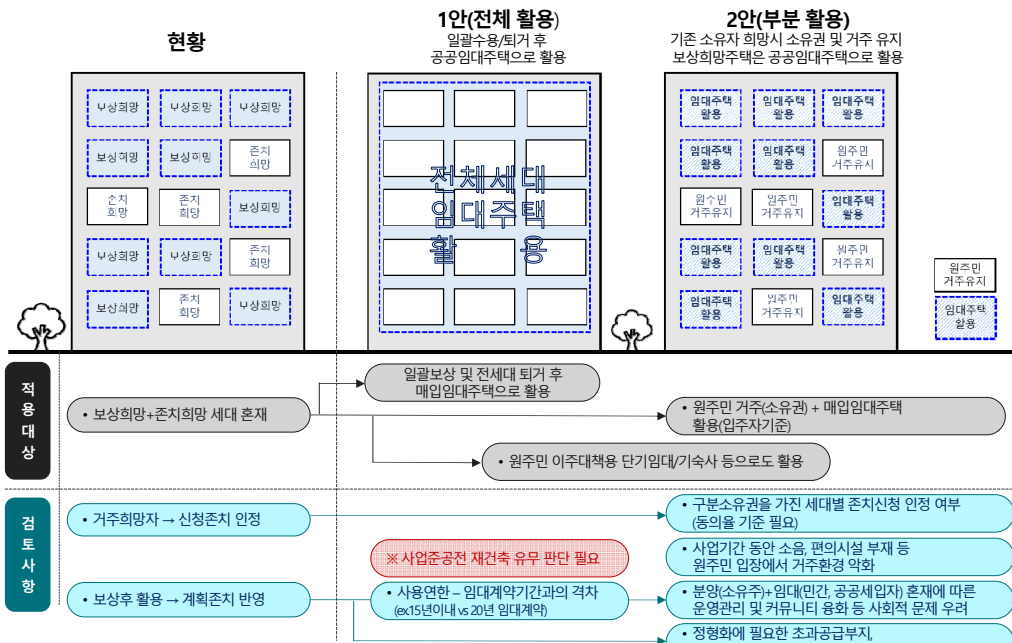 현황
1안(전체 활용)
일괄수용/퇴거 후
공공임대주택으로 활용
2안(부분 활용)
기존 소유자 희망시 소유권 및 거주 유지
보상희망주택은 공공임대주택으로 활용
보상희망 보상희망 보상희망
보상희망 보상희망 존치
희망
존치
희망 존치
희망 보상희망
보상희망 보상희망 존치
희망
보상희망 존치
희망 보상희망
전체세대
임대주택
활 용
임대주택
활용 임대주택
활용 임대주택
활용
임대주택
활용 임대주택
활용 원주민
거주유지
원주민
거주유지 원주민
거주유지 임대주택
활용
임대주택
활용 임대주택
활용 원주민
거주유지
임대주택
활용 원주민
거주유지 임대주택
활용
원주민
거주유지
임대주택
활용
적용대상
• 보상희망+존치희망 세대 혼재
일괄보상 및 전세대 퇴거 후
매입임대주택으로 활용
• 원주민 거주(소유권) + 매입임대주택
활용(입주자기준)
• 원주민 이주대책용 단기임대/기숙사 등으로도 활용
검토사항
• 거주희망자 → 신청존치 인정
• 구분소유권을 가진 세대별 존치신청 인정 여부
(동의율 기준 필요)
※ 사업준공전 재건축 유무 판단 필요
• 사업기간 동안 소음, 편의시설 부재 등
원주민 입장에서 거주환경 악화
• 보상후 활용 → 계획존치 반영
• 사용연한 – 임대계약기간과의 격차
(ex15년이내 vs 20년 임대계약)
• 분양(소유주)+임대(민간, 공공세입자) 혼재에 따른
운영관리 및 커뮤니티 융화 등 사회적 문제 우려
• 정형화에 필요한 초과공급부지,